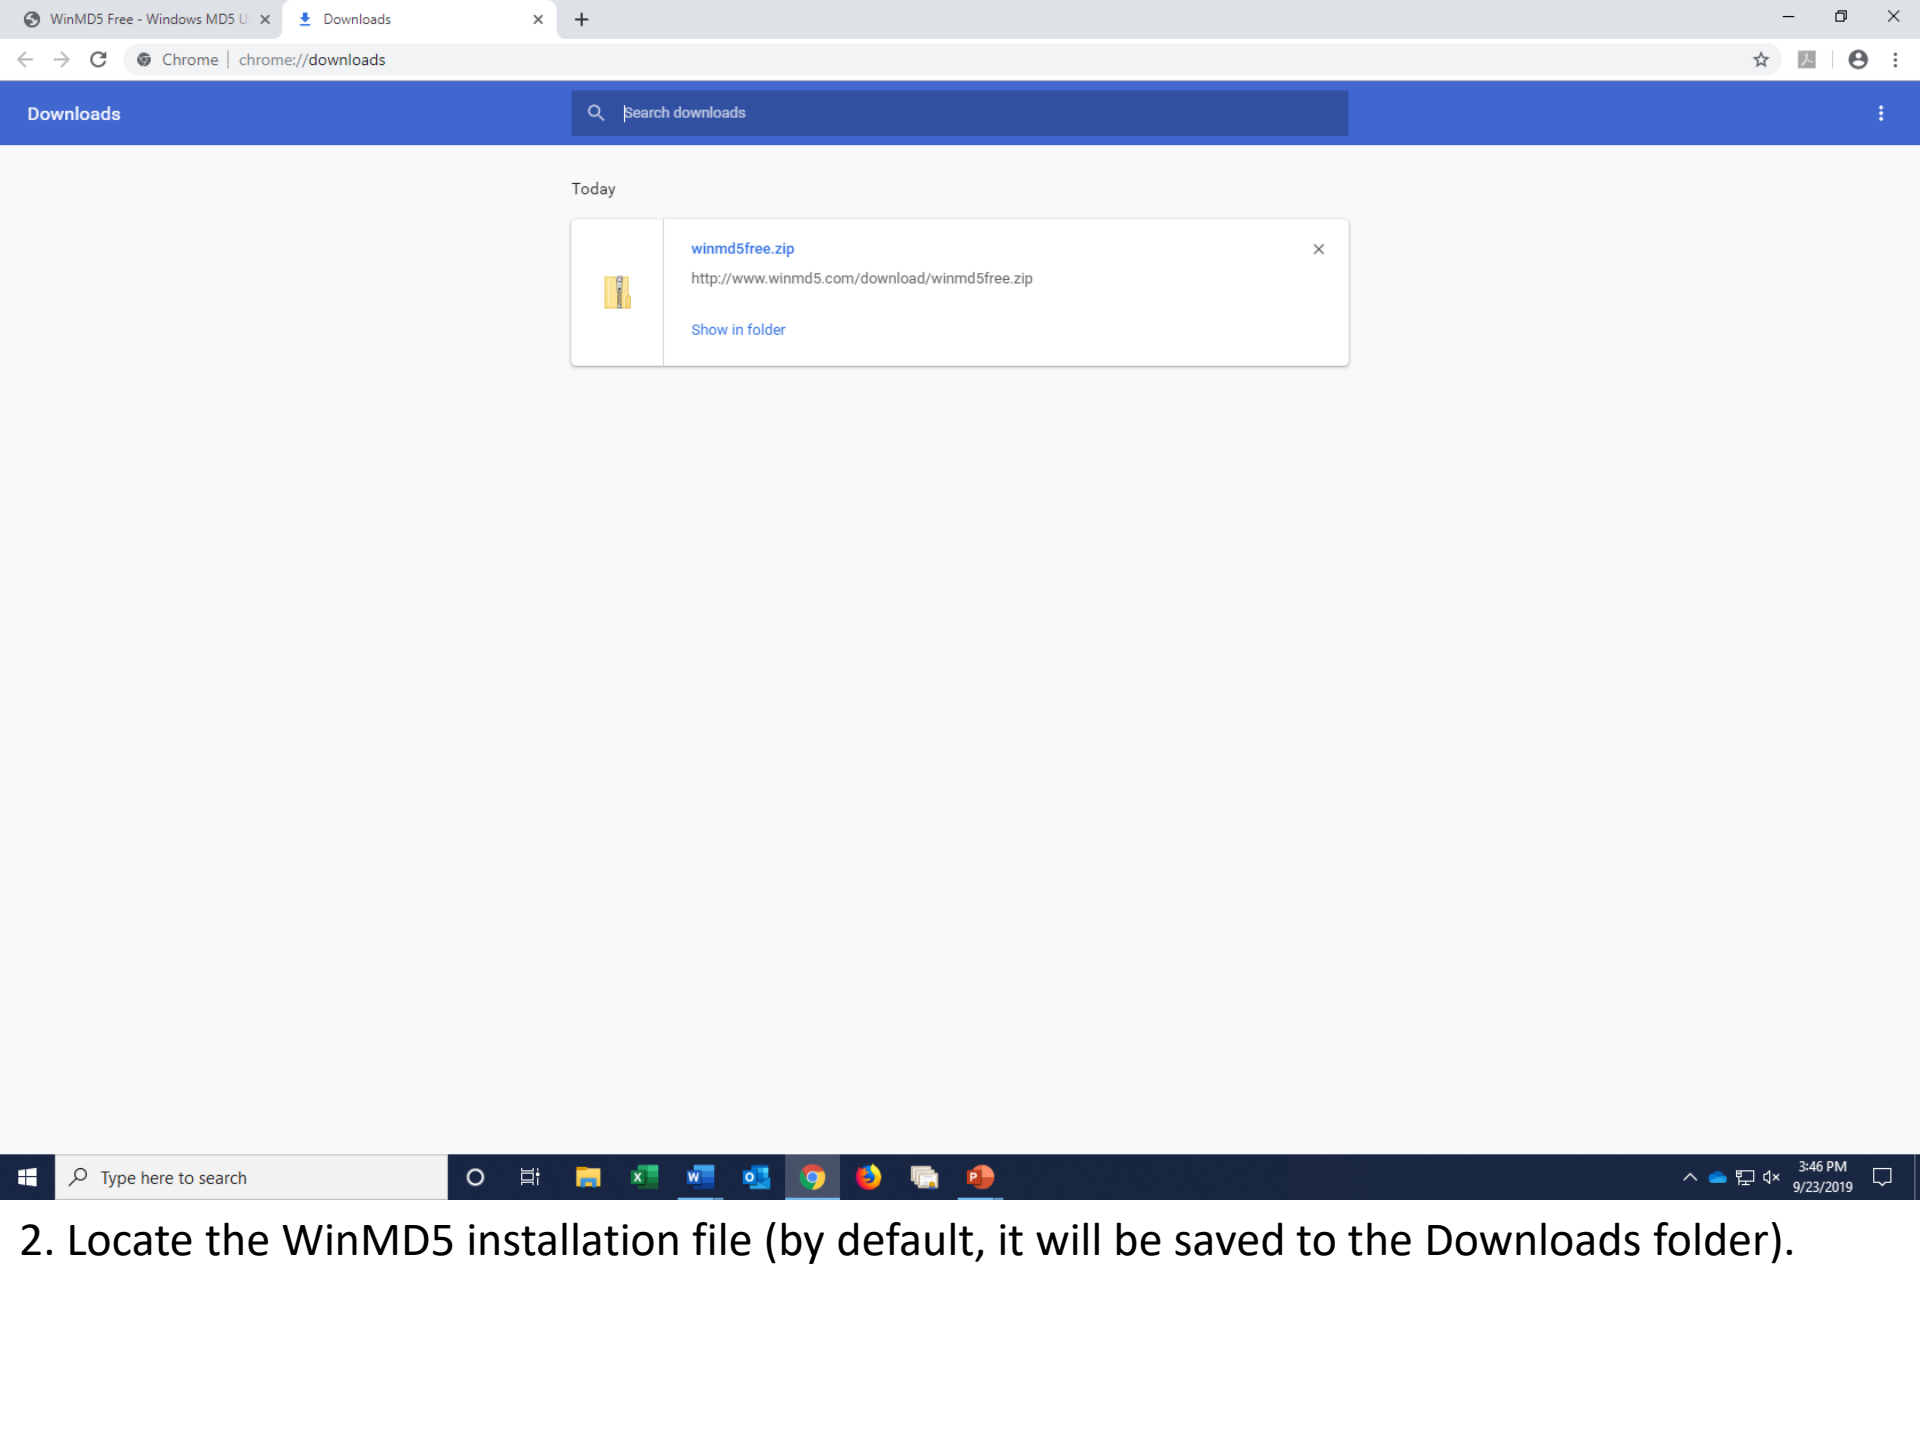 WinMD5 Free - Windows MD5 U
Downloads
Chrome | chrome://downloads
Downloads
Search downloads
Today
winmd5free.zip
http://www.winmd5.com/download/winmd5free.zip
Show in folder
Type here to search
3:46 PM
9/23/2019
2. Locate the WinMD5 installation file (by default, it will be saved to the Downloads folder).